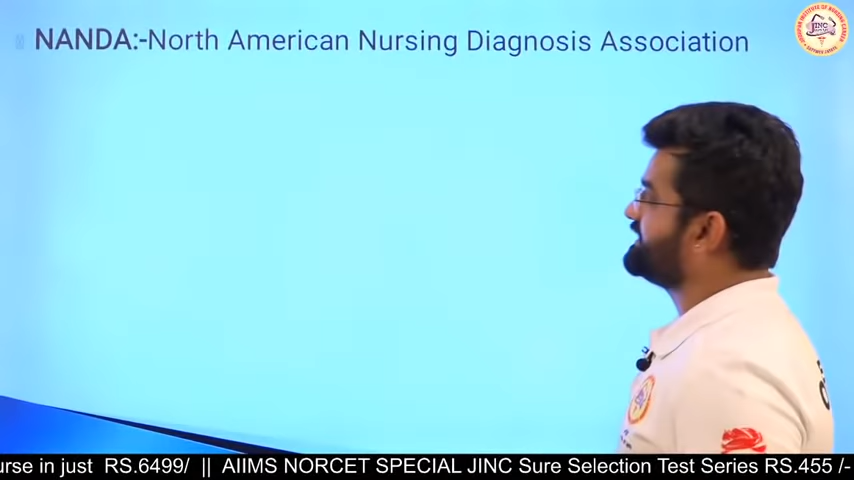 NANDA:-North American Nursing Diagnosis Association
JINC
urse in just RS.6499/ || AIIMS NORCET SPECIAL JINC Sure Selection Test Series RS.455 /-